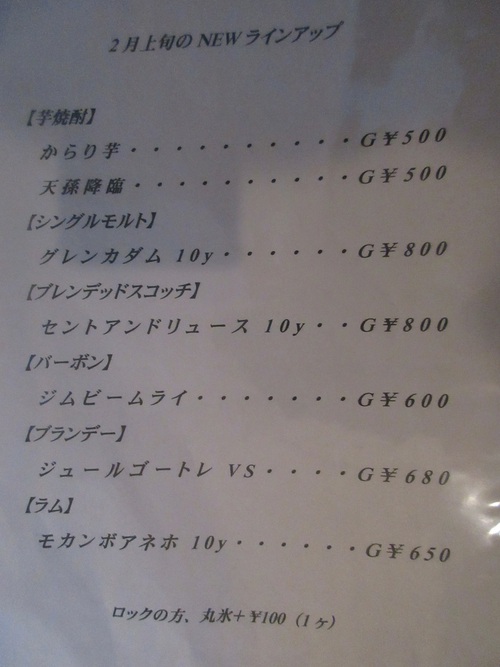 2月上旬のNEWラインアップ
【芋焼酎】
からり芋・・・・・・・・・・G￥500
天孫降臨・・・・・・・・・・G￥500
【シングルモルト】
グレンカダム 10y・・・・・・G￥800
【ブレンデッドスコッチ】
セントアンドリュース 10y・・G￥800
【バーボン】
ジムビームライ・・・・・・・G￥600
【ブランデー】
ジュールゴートレ VS・・・・G￥680
【ラム】
モカンボアネホ 10y・・・・・・G￥650
ロックの方、丸氷＋￥100（1ヶ）